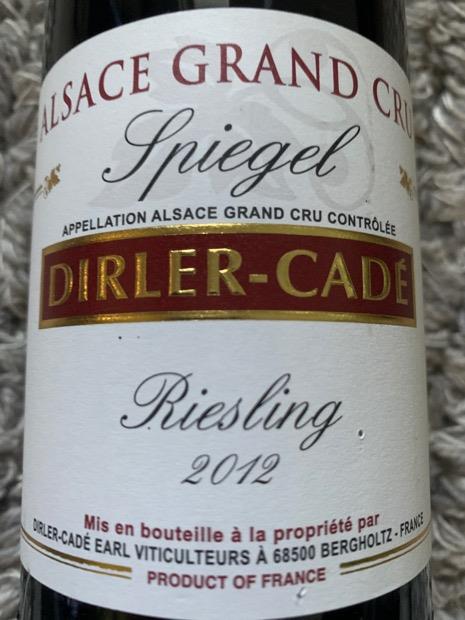 ALSACE GRAND CRU
Spiegel
APPELLATION ALSACE GRAND CRU CONTRÔLÉE
DIRLER-CADÉ
Riesling
2012
Mis en bouteille à la propriété par
DIRLER-CADÉ EARL VITICULTEURS À 68500 BERGHOLTZ - FRANCE
PRODUCT OF FRANCE